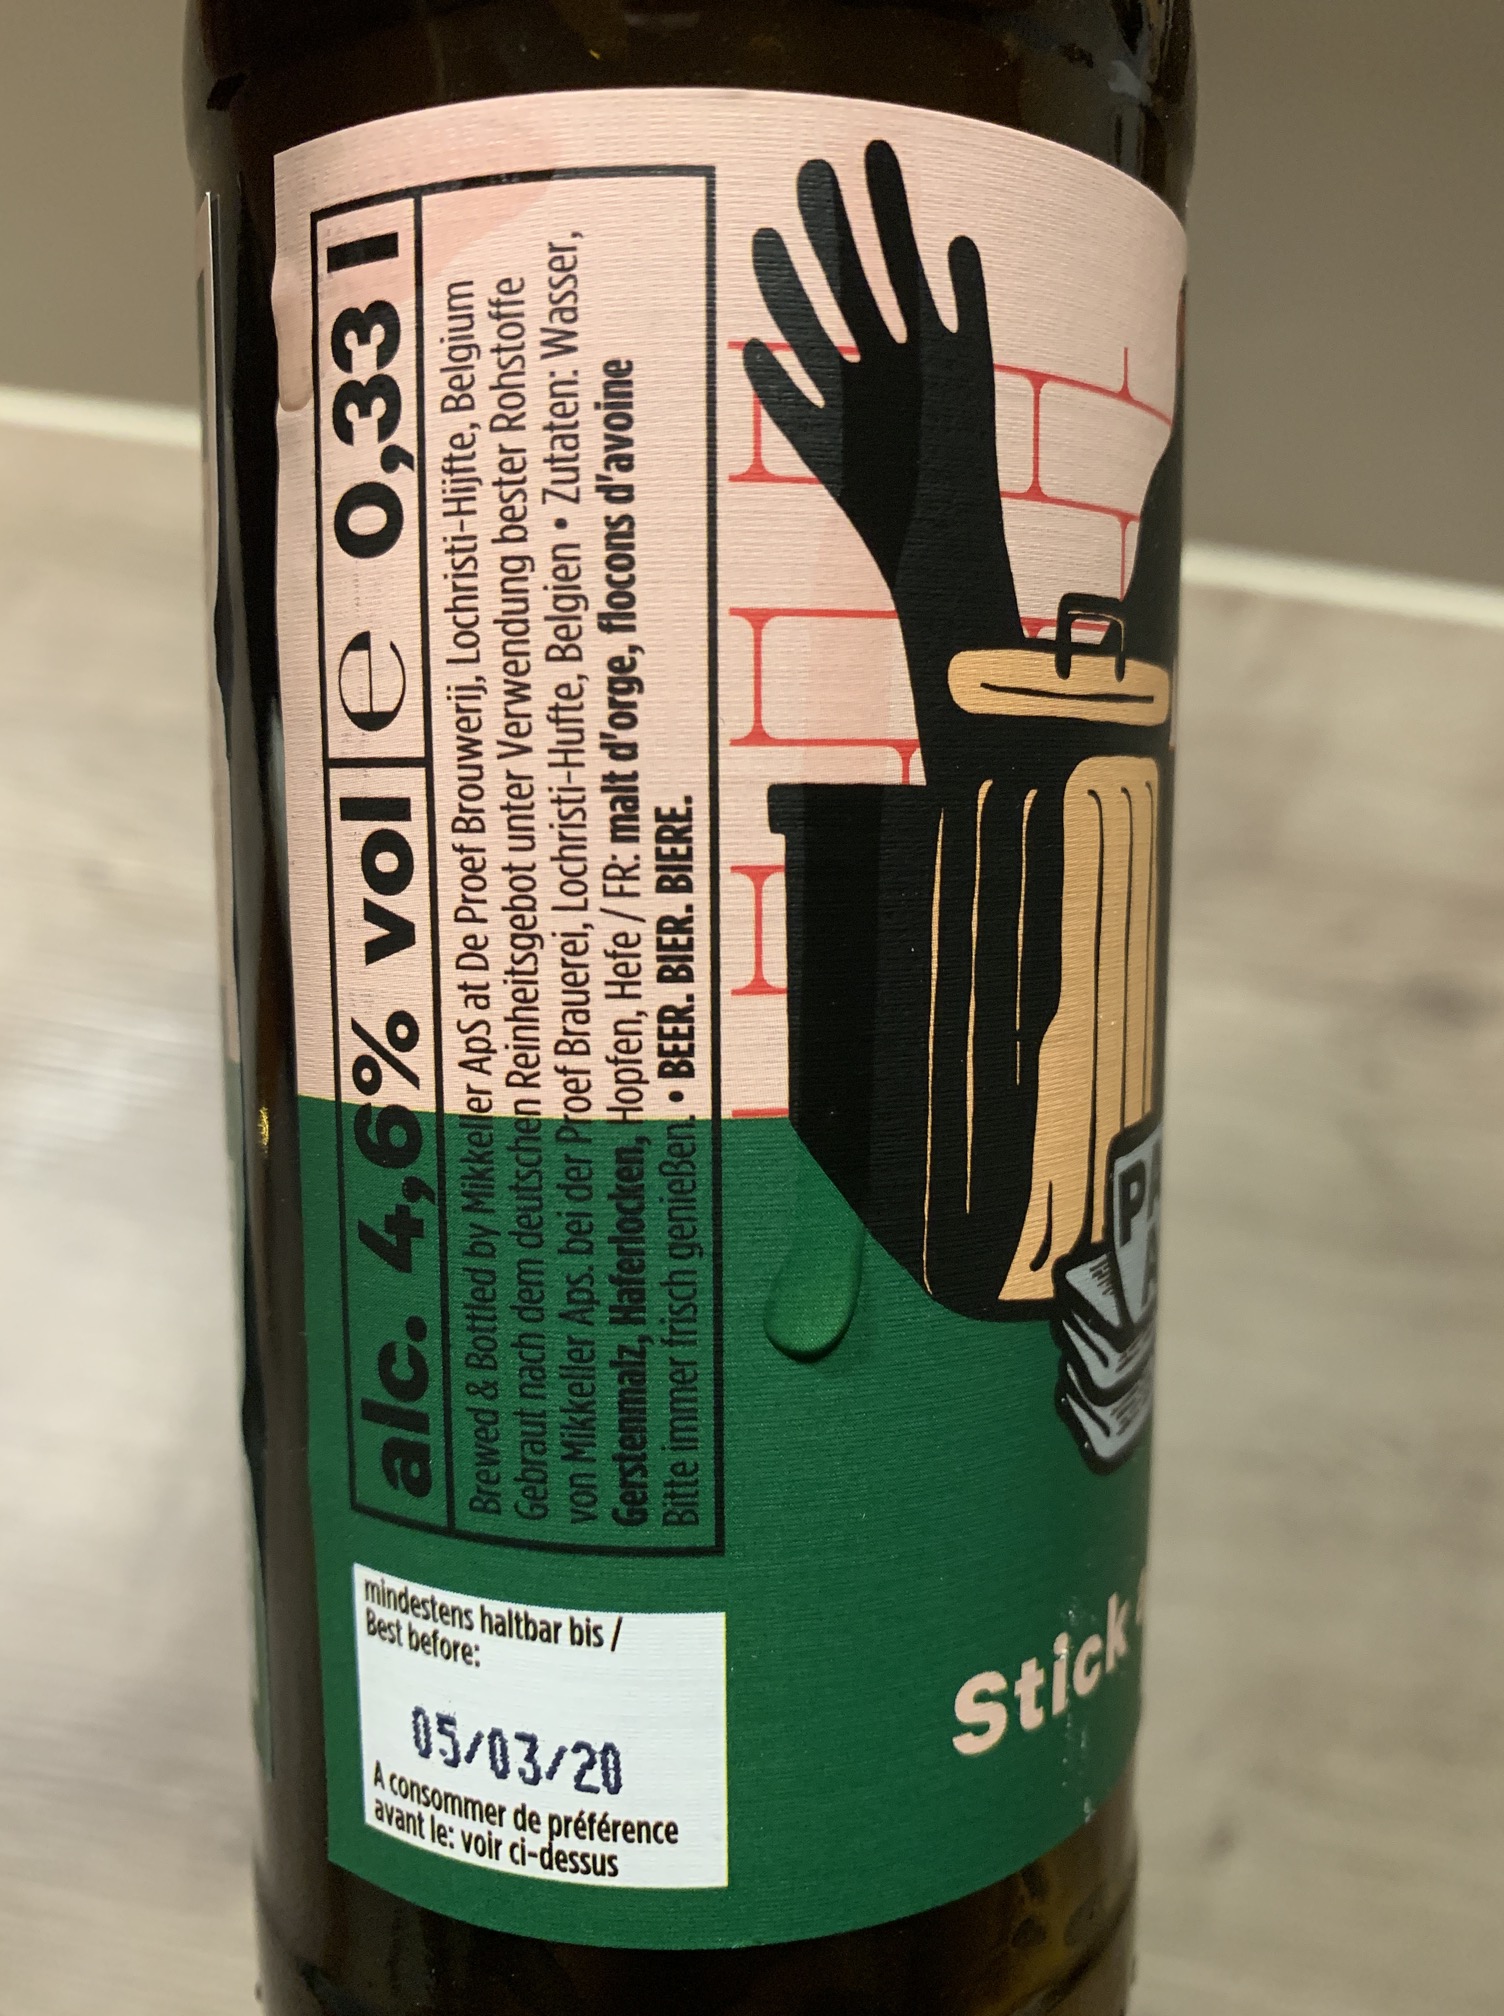 alc. 4,6% vol e 0,33 l
Brewed & Bottled by Mikkeller ApS at De Proef Brouwerij, Lochristi-Hijfte, Belgium
Gebraut nach dem deutschen Reinheitsgebot unter Verwendung bester Rohstoffe
von Mikkeller Aps. bei der Proef Brauerei, Lochristi-Hufte, Belgien • Zutaten: Wasser,
Gerstenmalz, Haferlocken, Hopfen, Hefe / FR: malt d'orge, flocons d'avoine
Bitte immer frisch genießen. • BEER. BIER. BIERE.
mindestens haltbar bis /
Best before:
05/03/20
A consommer de préférence
avant le: voir ci-dessus
Stick